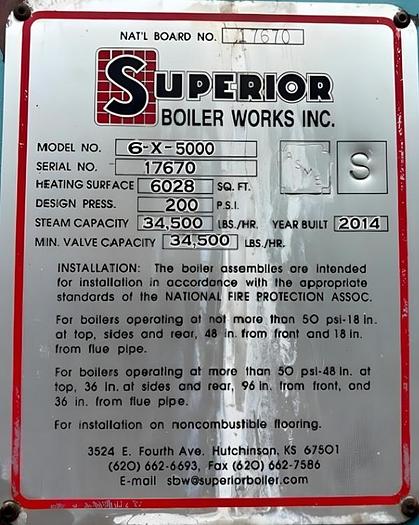 NAT'L BOARD NO. 17670
SUPERIOR
BOILER WORKS INC.
MODEL NO. 6-X-5000
SERIAL NO. 17670
HEATING SURFACE 6028 SQ. FT.
DESIGN PRESS. 200 P.S.I.
ASME S
STEAM CAPACITY 34,500 LBS./HR. YEAR BUILT 2014
MIN. VALVE CAPACITY 34,500 LBS./HR.
INSTALLATION: The boiler assemblies are intended
for installation in accordance with the appropriate
standards of the NATIONAL FIRE PROTECTION ASSOC.
For boilers operating at not more than 50 psi-18 in.
at top, sides and rear, 48 in. from front and 18 in.
from flue pipe.
For boilers operating at more than 50 psi-48 in. at
top, 36 in. at sides and rear, 96 in. from front, and
36 in. from flue pipe.
For installation on noncombustible flooring.
3524 E. Fourth Ave. Hutchinson, KS 67501
(620) 662-6693, Fax (620) 662-7586
E-mail sbw@superiorboiler.com